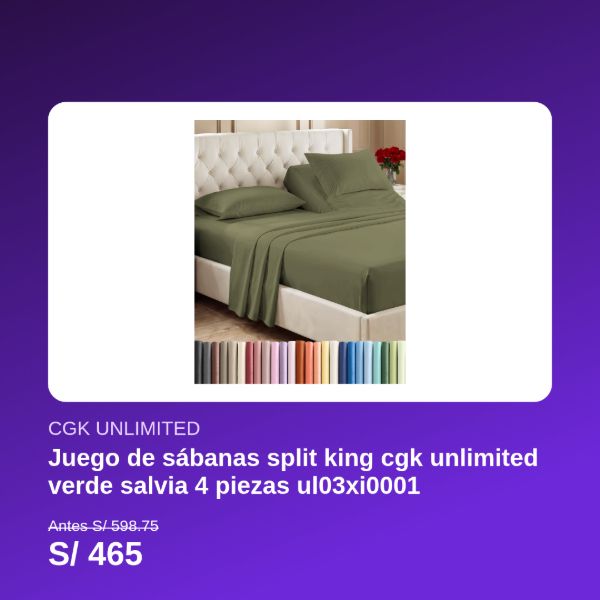 CGK UNLIMITED
Juego de sábanas split king cgk unlimited
verde salvia 4 piezas ul03xi0001
Antes S/ 598.75
S/ 465